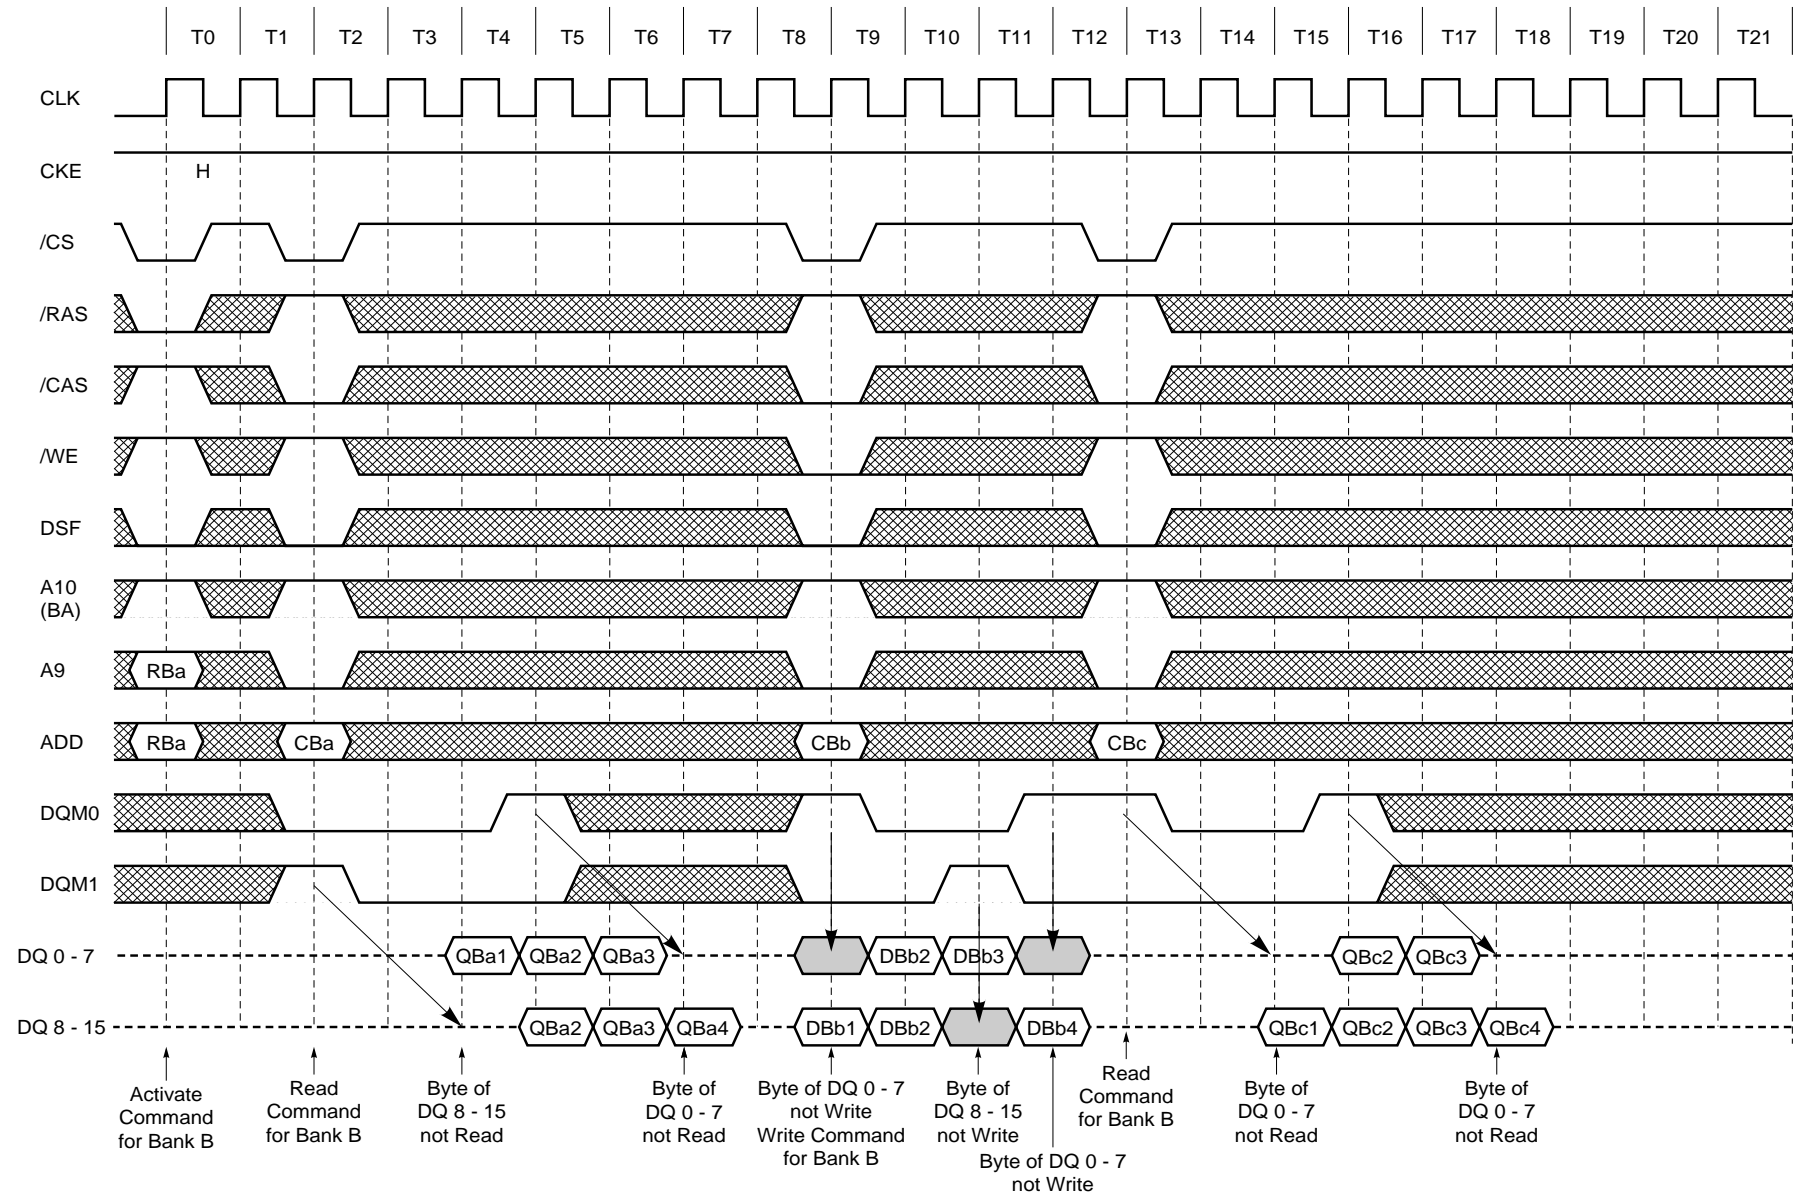 T0 T1 T2 T3 T4 T5 T6 T7 T8 T9 T10 T11 T12 T13 T14 T15 T16 T17 T18 T19 T20 T21
CLK
CKE H
/CS
/RAS
/CAS
/WE
DSF
A10
(BA)
A9 RBa
ADD RBa CBa CBb CBc
DQM0
DQM1
DQ 0 - 7 QBa1 QBa2 QBa3 DBb2 DBb3 QBc2 QBc3
DQ 8 - 15 QBa2 QBa3 QBa4 DBb1 DBb2 DBb4 QBc1 QBc2 QBc3 QBc4
Activate
Command
for Bank B
Read
Command
for Bank B
Byte of
DQ 8 - 15
not Read
Byte of
DQ 0 - 7
not Read
Byte of DQ 0 - 7
not Write
Write Command
for Bank B
Byte of
DQ 8 - 15
not Write
Byte of DQ 0 - 7
not Write
Read
Command
for Bank B
Byte of
DQ 0 - 7
not Read
Byte of
DQ 0 - 7
not Read